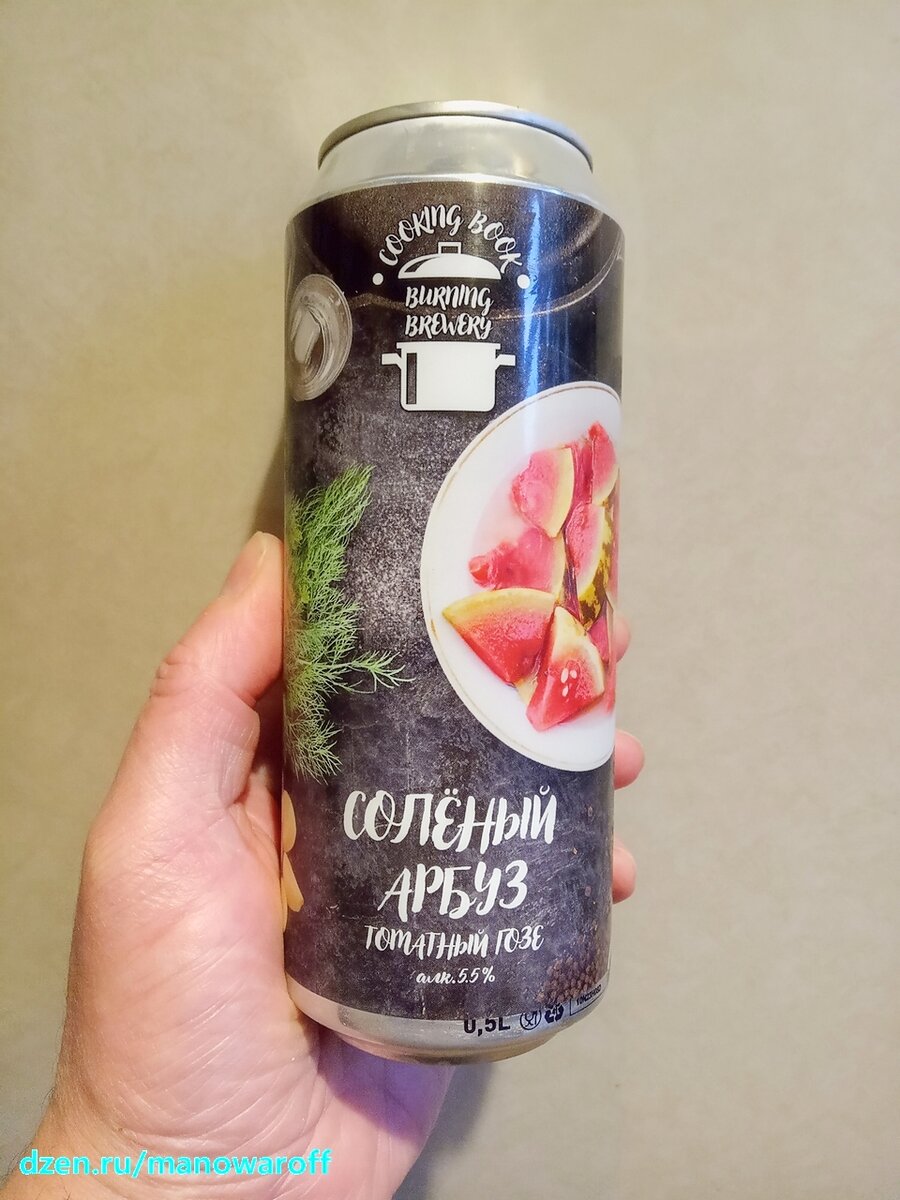 COOKING BOOK
BURNING
BREWERY
СОЛЁНЫЙ
АРБУЗ
ТОМАТНЫЙ ГОЗЕ
алк.5.5%
0,5L
dzen.ru/manowaroff